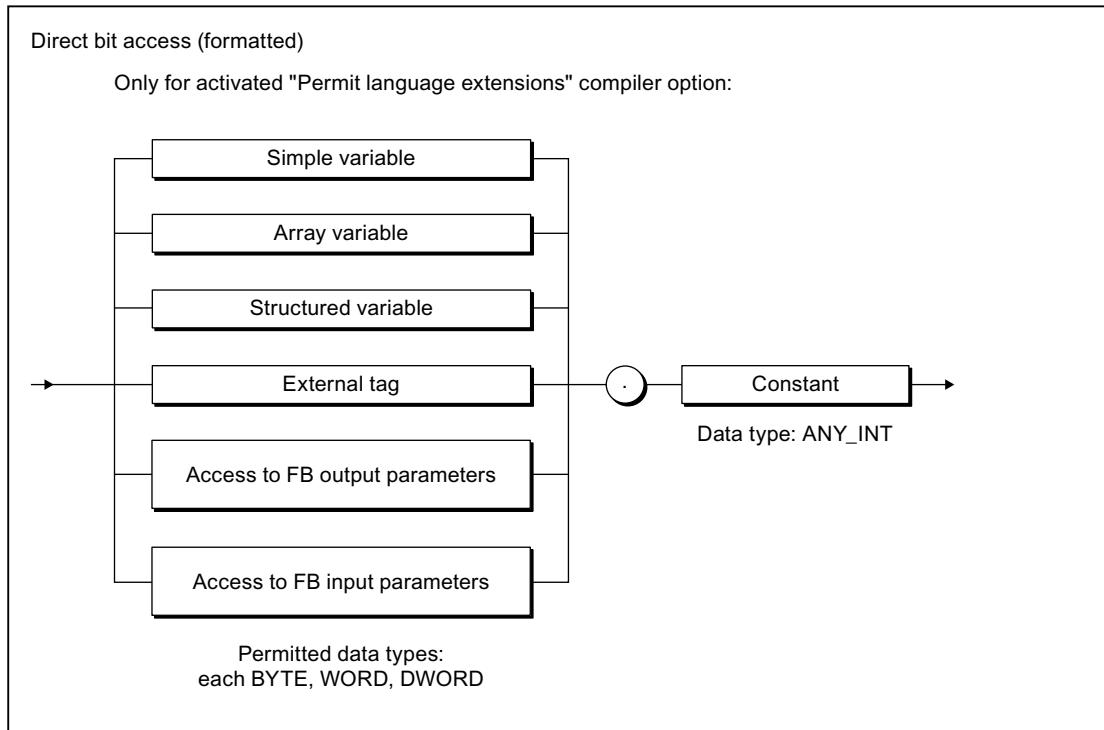 Direct bit access (formatted)
Only for activated "Permit language extensions" compiler option:
Simple variable
Array variable
Structured variable
External tag
.
Constant
Data type: ANY_INT
Access to FB output parameters
Access to FB input parameters
Permitted data types:
each BYTE, WORD, DWORD